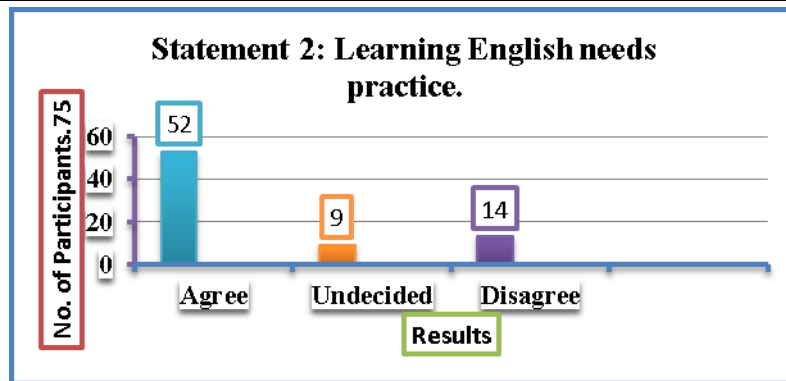 Statement 2: Learning English needs
practice.
No. of Participants.75
60
40
20
0
52
9
14
Agree
Undecided
Disagree
Results